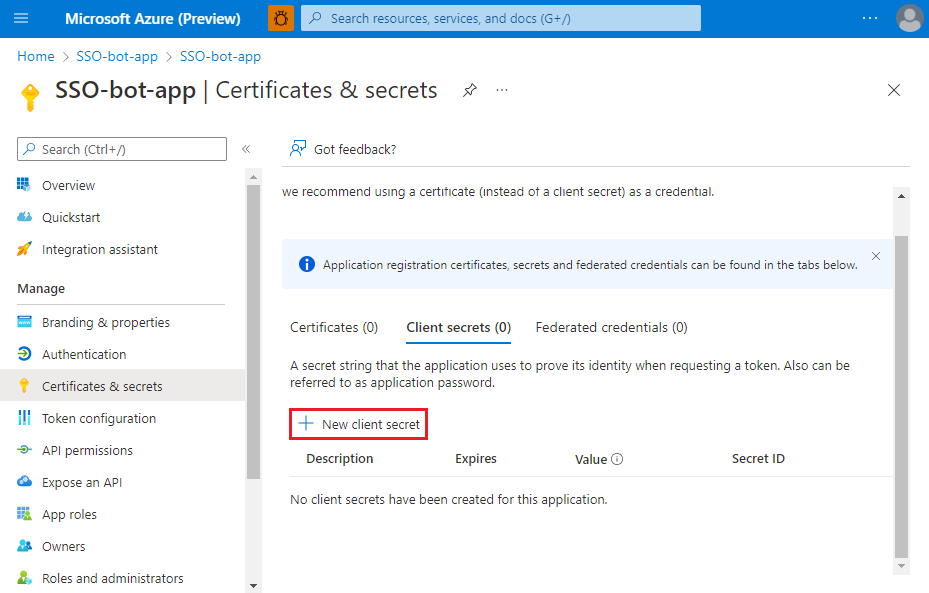 Microsoft Azure (Preview)
Search resources, services, and docs (G+/)
Home > SSO-bot-app > SSO-bot-app
SSO-bot-app | Certificates & secrets
Search (Ctrl+/)
Overview
Quickstart
Integration assistant
Manage
Branding & properties
Authentication
Certificates & secrets
Token configuration
API permissions
Expose an API
App roles
Owners
Roles and administrators
Got feedback?
we recommend using a certificate (instead of a client secret) as a credential.
Application registration certificates, secrets and federated credentials can be found in the tabs below.
Certificates (0) Client secrets (0) Federated credentials (0)
A secret string that the application uses to prove its identity when requesting a token. Also can be
referred to as application password.
New client secret
Description Expires Value Secret ID
No client secrets have been created for this application.